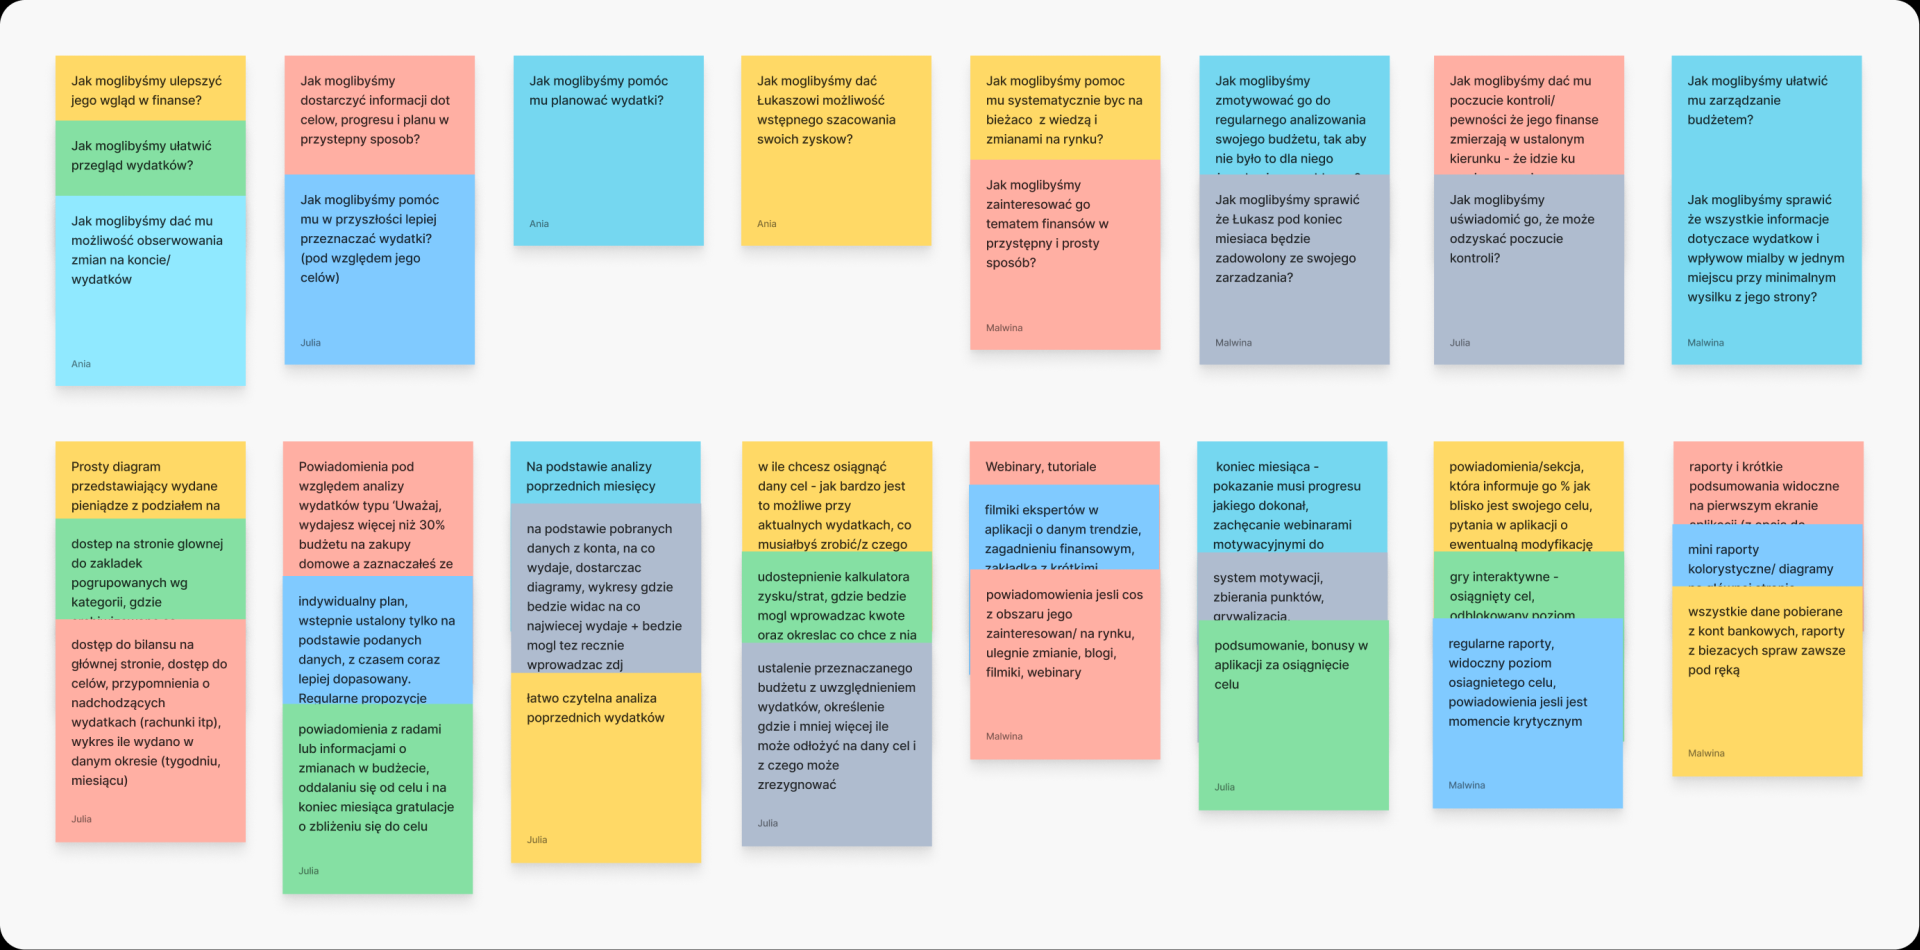 Jak moglibyśmy ulepszyć
jego wgląd w finanse?
Jak moglibyśmy ułatwić
przegląd wydatków?
Jak moglibyśmy dać mu
możliwość obserwowania
zmian na koncie/
wydatków
Ania
Jak moglibyśmy
dostarczyć informacji dot
celow, progresu i planu w
przystepny sposob?
Jak moglibyśmy pomóc
mu w przyszłości lepiej
przeznaczać wydatki?
(pod względem jego
celów)
Julia
Jak moglibyśmy pomóc
mu planować wydatki?
Ania
Jak moglibyśmy dać
Łukaszowi możliwość
wstępnego szacowania
swoich zyskow?
Ania
Jak moglibyśmy pomoc
mu systematycznie byc na
bieżaco z wiedzą i
zmianami na rynku?
Jak moglibyśmy
zainteresować go
tematem finansów w
przystępny i prosty
sposób?
Malwina
Jak moglibyśmy
zmotywować go do
regularnego analizowania
swojego budżetu, tak aby
nie było to dla niego
Jak moglibyśmy sprawić
że Łukasz pod koniec
miesiaca będzie
zadowolony ze swojego
zarzadzania?
Malwina
Jak moglibyśmy dać mu
poczucie kontroli/
pewności że jego finanse
zmierzają w ustalonym
kierunku - że idzie ku
Jak moglibyśmy
uświadomić go, że może
odzyskać poczucie
kontroli?
Julia
Jak moglibyśmy ułatwić
mu zarządzanie
budżetem?
Jak moglibyśmy sprawić
że wszystkie informacje
dotyczace wydatkow i
wpływow mialby w jednym
miejscu przy minimalnym
wysilku z jego strony?
Malwina
Prosty diagram
przedstawiający wydane
pieniądze z podziałem na
dostep na stronie glownej
do zakladek
pogrupowanych wg
kategorii, gdzie
dostęp do bilansu na
głównej stronie, dostęp do
celów, przypomnienia o
nadchodzących
wydatkach (rachunki itp),
wykres ile wydano w
danym okresie (tygodniu,
miesiącu)
Julia
Powiadomienia pod
względem analizy
wydatków typu ‘Uważaj,
wydajesz więcej niż 30%
budżetu na zakupy
domowe a zaznaczałeś ze
indywidualny plan,
wstepnie ustalony tylko na
podstawie podanych
danych, z czasem coraz
lepiej dopasowany.
Regularne propozycje
powiadomienia z radami
lub informacjami o
zmianach w budżecie,
oddalaniu się od celu i na
koniec miesiąca gratulacje
o zbliżeniu się do celu
Julia
Na podstawie analizy
poprzednich miesięcy
na podstawie pobranych
danych z konta, na co
wydaje, dostarczac
diagramy, wykresy gdzie
bedzie widac na co
najwiecej wydaje + bedzie
mogl tez recznie
wprowadzac zdj
łatwo czytelna analiza
poprzednich wydatków
Julia
w ile chcesz osiągnąć
dany cel - jak bardzo jest
to możliwe przy
aktualnych wydatkach, co
musiałbyś zrobić/z czego
udostepnienie kalkulatora
zysku/strat, gdzie bedzie
mogl wprowadzac kwote
oraz okreslac co chce z nia
ustalenie przeznaczanego
budżetu z uwzględnieniem
wydatków, określenie
gdzie i mniej więcej ile
może odłożyć na dany cel i
z czego może
zrezygnować
Julia
Webinary, tutoriale
filmiki ekspertów w
aplikacji o danym trendzie,
zagadnieniu finansowym,
zakładka z krótkimi
powiadomowienia jesli cos
z obszaru jego
zainteresowan/ na rynku,
ulegnie zmianie, blogi,
filmiki, webinary
Malwina
koniec miesiąca -
pokazanie musi progresu
jakiego dokonał,
zachęcanie webinarami
motywacyjnymi do
system motywacji,
zbierania punktów,
grywalizacja,
podsumowanie, bonusy w
aplikacji za osiągnięcie
celu
Julia
powiadomienia/sekcja,
która informuje go % jak
blisko jest swojego celu,
pytania w aplikacji o
ewentualną modyfikację
gry interaktywne -
osiągnięty cel,
odblokowany poziom
regularne raporty,
widoczny poziom
osiagnietego celu,
powiadowienia jesli jest
momencie krytycznym
Malwina
raporty i krótkie
podsumowania widoczne
na pierwszym ekranie
mini raporty
kolorystyczne/ diagramy
wszystkie dane pobierane
z kont bankowych, raporty
z biezacych spraw zawsze
pod ręką
Malwina